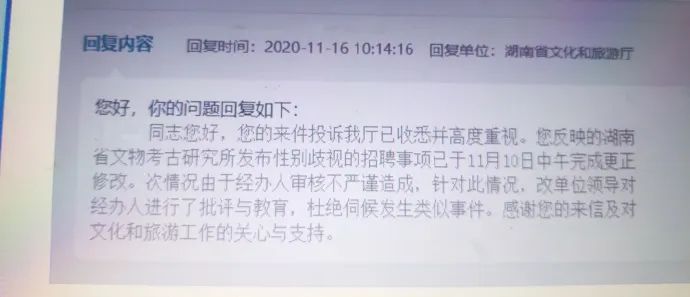 回复内容 回复时间：2020-11-16 10:14:16 回复单位：湖南省文化和旅游厅
您好，你的问题回复如下：
同志您好，您的来件投诉我厅已收悉并高度重视。您反映的湖南
省文物考古研究所发布性别歧视的招聘事项已于11月10日中午完成更正
修改。次情况由于经办人审核不严谨造成，针对此情况，改单位领导对
经办人进行了批评与教育，杜绝伺候发生类似事件。感谢您的来信及对
文化和旅游工作的关心与支持。